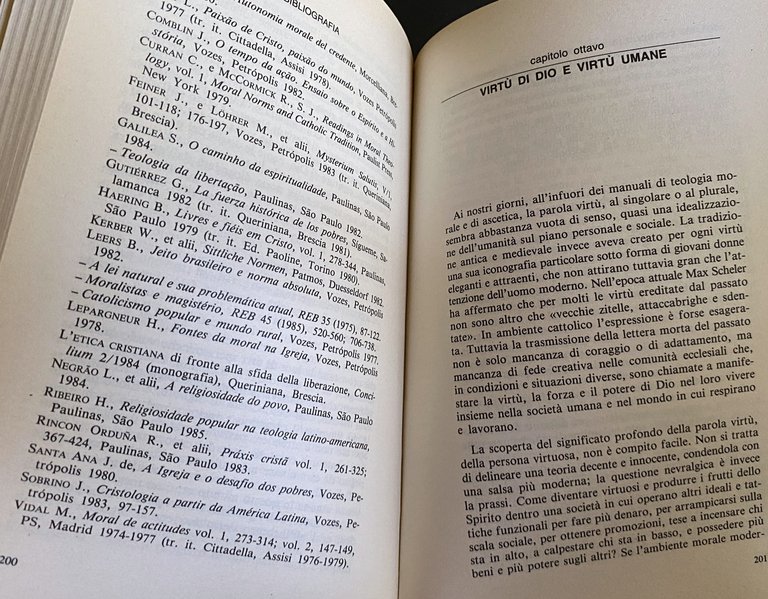 BIBLIOGRAFIA
Autonomia morale del credente, Morcelliana,
L., Paixão de Cristo, paixão do mundo, Vozes Petrópolis
1977 (tr. it. Cittadella, Assisi 1978).
COMBLIN J., O tempo da ação. Ensaio sobre o Espírito e a Hi-
stória, Vozes, Petrópolis 1982.
CURRAN C., e MCCORMICK R., S. J., Readings in Moral Theo-
logy, vol. 1, Moral Norms and Catholic Tradition, Paulist Press,
New York 1979.
FEINER J., e LÖHRER M., et alii, Mysterium Salutis, V/1,
101-118; 176-197, Vozes, Petrópolis 1983 (tr. it. Queriniana,
Brescia).
GALILEA S., O caminho da espiritualidade, Paulinas, São Paulo
1984.
– Teologia da libertação, Paulinas, São Paulo 1982.
GUTIÉRREZ G., La fuerza histórica de los pobres, Sígueme, Sa-
lamanca 1982 (tr. it. Queriniana, Brescia 1981).
HAERING B., Livres e fiéis em Cristo, vol. 1, 278-344, Paulinas,
São Paulo 1979 (tr. it. Ed. Paoline, Torino 1980).
KERBER W., et alii, Sittliche Normen, Patmos, Duesseldorf 1982.
LEERS B., Jeito brasileiro e norma absoluta, Vozes, Petrópolis
1982.
– A lei natural e sua problemática atual, REB 35 (1975), 87-122.
– Moralistas e magistério, REB 45 (1985), 520-560; 706-738.
– Catolicismo popular e mundo rural, Vozes, Petrópolis 1977.
LEPARGNEUR H., Fontes da moral na Igreja, Vozes, Petrópolis
1978.
L'ETICA CRISTIANA di fronte alla sfida della liberazione, Conci-
lium 2/1984 (monografia), Queriniana, Brescia.
NEGRÃO L., et alii, A religiosidade do povo, Paulinas, São Paulo
1984.
RIBEIRO H., Religiosidade popular na teologia latino-americana,
Paulinas, São Paulo 1985.
RINCON ORDUÑA R., et alii, Práxis cristã vol. 1, 261-325;
367-424, Paulinas, São Paulo 1983.
SANTA ANA J. de, A Igreja e o desafio dos pobres, Vozes, Pe-
trópolis 1980.
SOBRINO J., Cristologia a partir da América Latina, Vozes, Pe-
trópolis 1983, 97-157.
VIDAL M., Moral de actitudes vol. 1, 273-314; vol. 2, 147-149,
PS, Madrid 1974-1977 (tr. it. Cittadella, Assisi 1976-1979).
200
capitolo ottavo
VIRTÙ DI DIO E VIRTÙ UMANE
Ai nostri giorni, all'infuori dei manuali di teologia mo-
rale e di ascetica, la parola virtù, al singolare o al plurale,
sembra abbastanza vuota di senso, quasi una idealizzazio-
ne dell'umanità sul piano personale e sociale. La tradizio-
ne antica e medievale invece aveva creato per ogni virtù
una sua iconografia particolare sotto forma di giovani donne
eleganti e attraenti, che non attirano tuttavia gran che l'at-
tenzione dell'uomo moderno. Nell'epoca attuale Max Scheler
ha affermato che per molti le virtù ereditate dal passato
non sono altro che «vecchie zitelle, attaccabrighe e sden-
tate». In ambiente cattolico l'espressione è forse esagera-
ta. Tuttavia la trasmissione della lettera morta del passato
non è solo mancanza di coraggio o di adattamento, ma
mancanza di fede creativa nelle comunità ecclesiali che,
in condizioni e situazioni diverse, sono chiamate a manife-
stare la virtù, la forza e il potere di Dio nel loro vivere
insieme nella società umana e nel mondo in cui respirano
e lavorano.
La scoperta del significato profondo della parola virtù,
della persona virtuosa, non è compito facile. Non si tratta
di delineare una teoria decente e innocente, condendola con
una salsa più moderna; la questione nevralgica è invece
la prassi. Come diventare virtuosi e produrre i frutti dello
Spirito dentro una società in cui operano altri ideali e tat-
tiche funzionali per fare più denaro, per arrampicarsi sulla
scala sociale, per ottenere promozioni, tese a incensare chi
sta in alto, a calpestare chi sta in basso, e possedere più
beni e più potere sugli altri? Se l'ambiente morale moder-
201